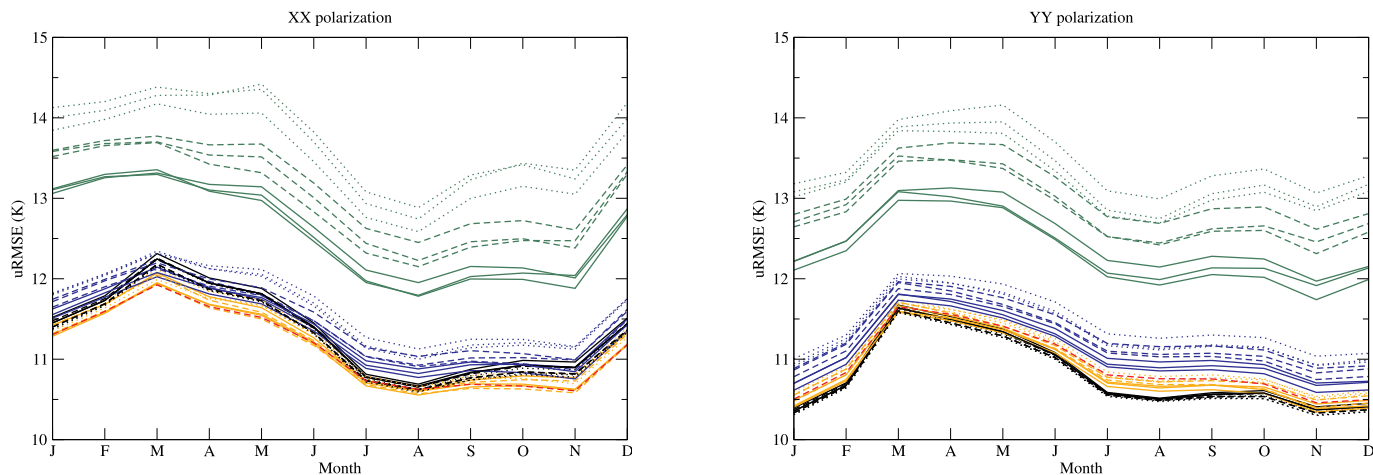 XX polarization
15
14
13
12
11
10
uRMSE (K)
J F M A M J J A S O N D
Month
YY polarization
15
14
13
12
11
10
uRMSE (K)
J F M A M J J A S O N D
Month